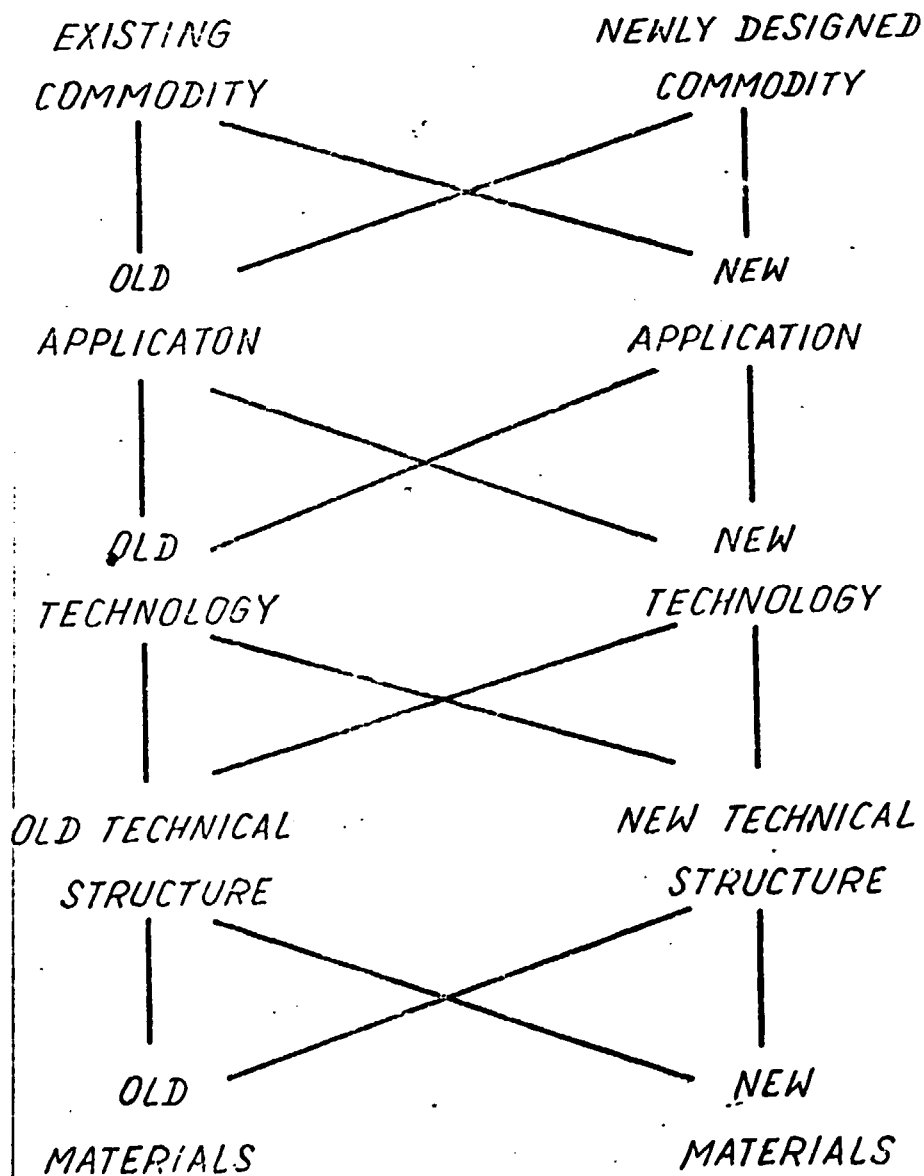 EXISTING
COMMODITY
NEWLY DESIGNED
COMMODITY
OLD
APPLICATON
NEW
APPLICATION
OLD
TECHNOLOGY
NEW
TECHNOLOGY
OLD TECHNICAL
STRUCTURE
NEW TECHNICAL
STRUCTURE
OLD
MATERIALS
NEW
MATERIALS